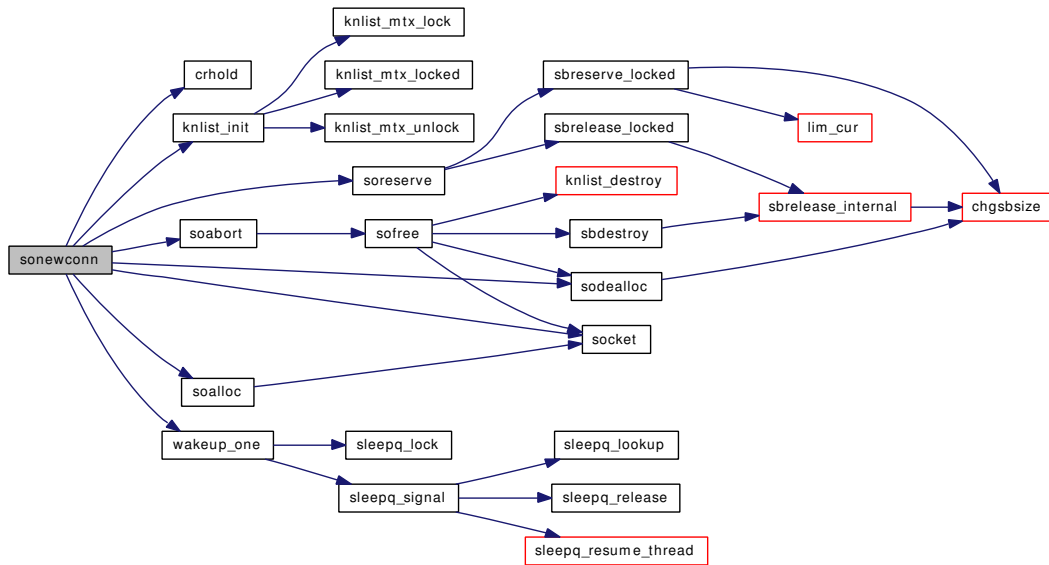 knlist_mtx_lock
crhold
knlist_mtx_locked
sbreserve_locked
knlist_init
knlist_mtx_unlock
sbrelease_locked
lim_cur
soreserve
knlist_destroy
sbrelease_internal
chgsbsize
soabort
sofree
sbdestroy
sonewconn
sodealloc
socket
soalloc
wakeup_one
sleepq_lock
sleepq_lookup
sleepq_signal
sleepq_release
sleepq_resume_thread